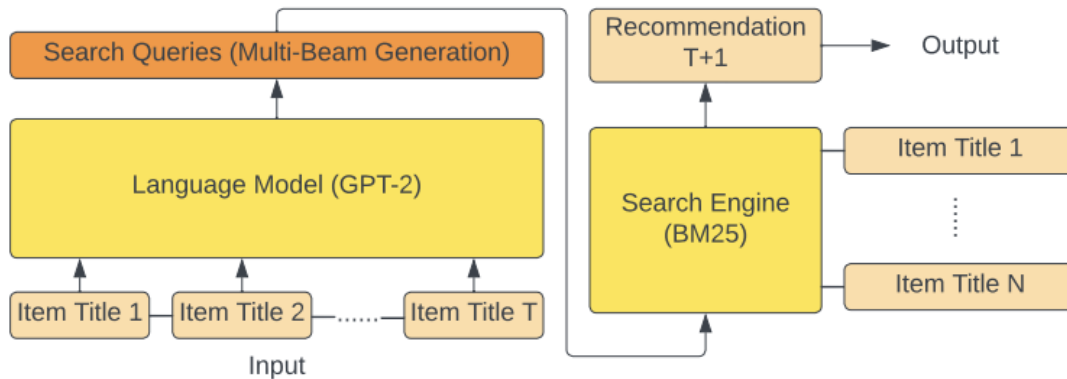 Search Queries (Multi-Beam Generation)
Language Model (GPT-2)
Item Title 1
Item Title 2
......
Item Title T
Input
Recommendation
T+1
Output
Search Engine
(BM25)
Item Title 1
......
Item Title N